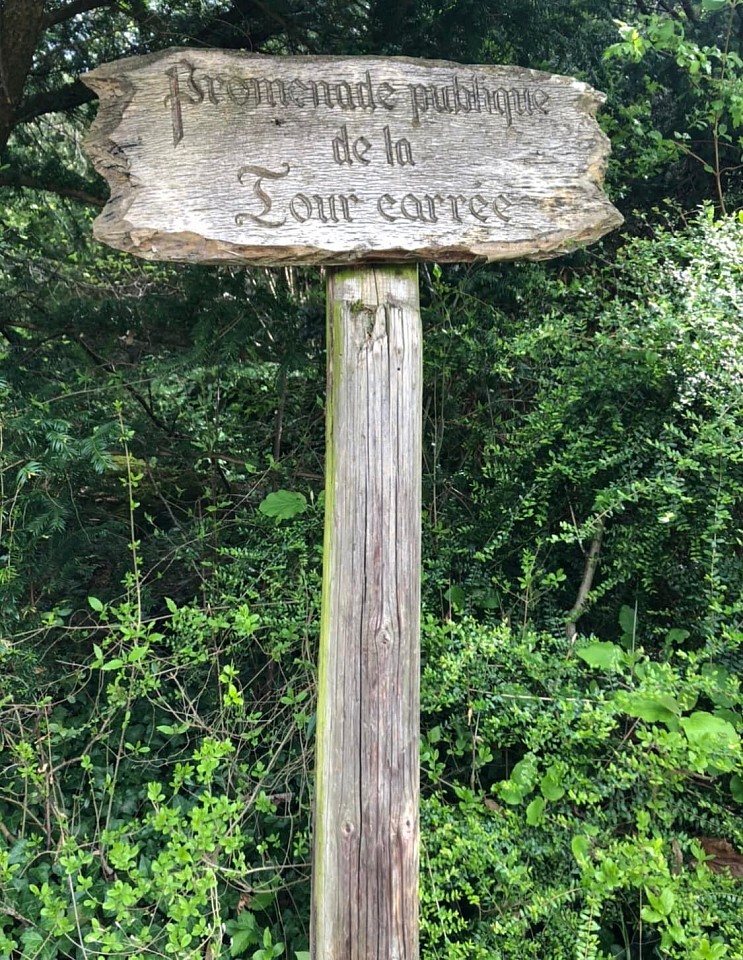 Promenade publique
de la
Tour carrée